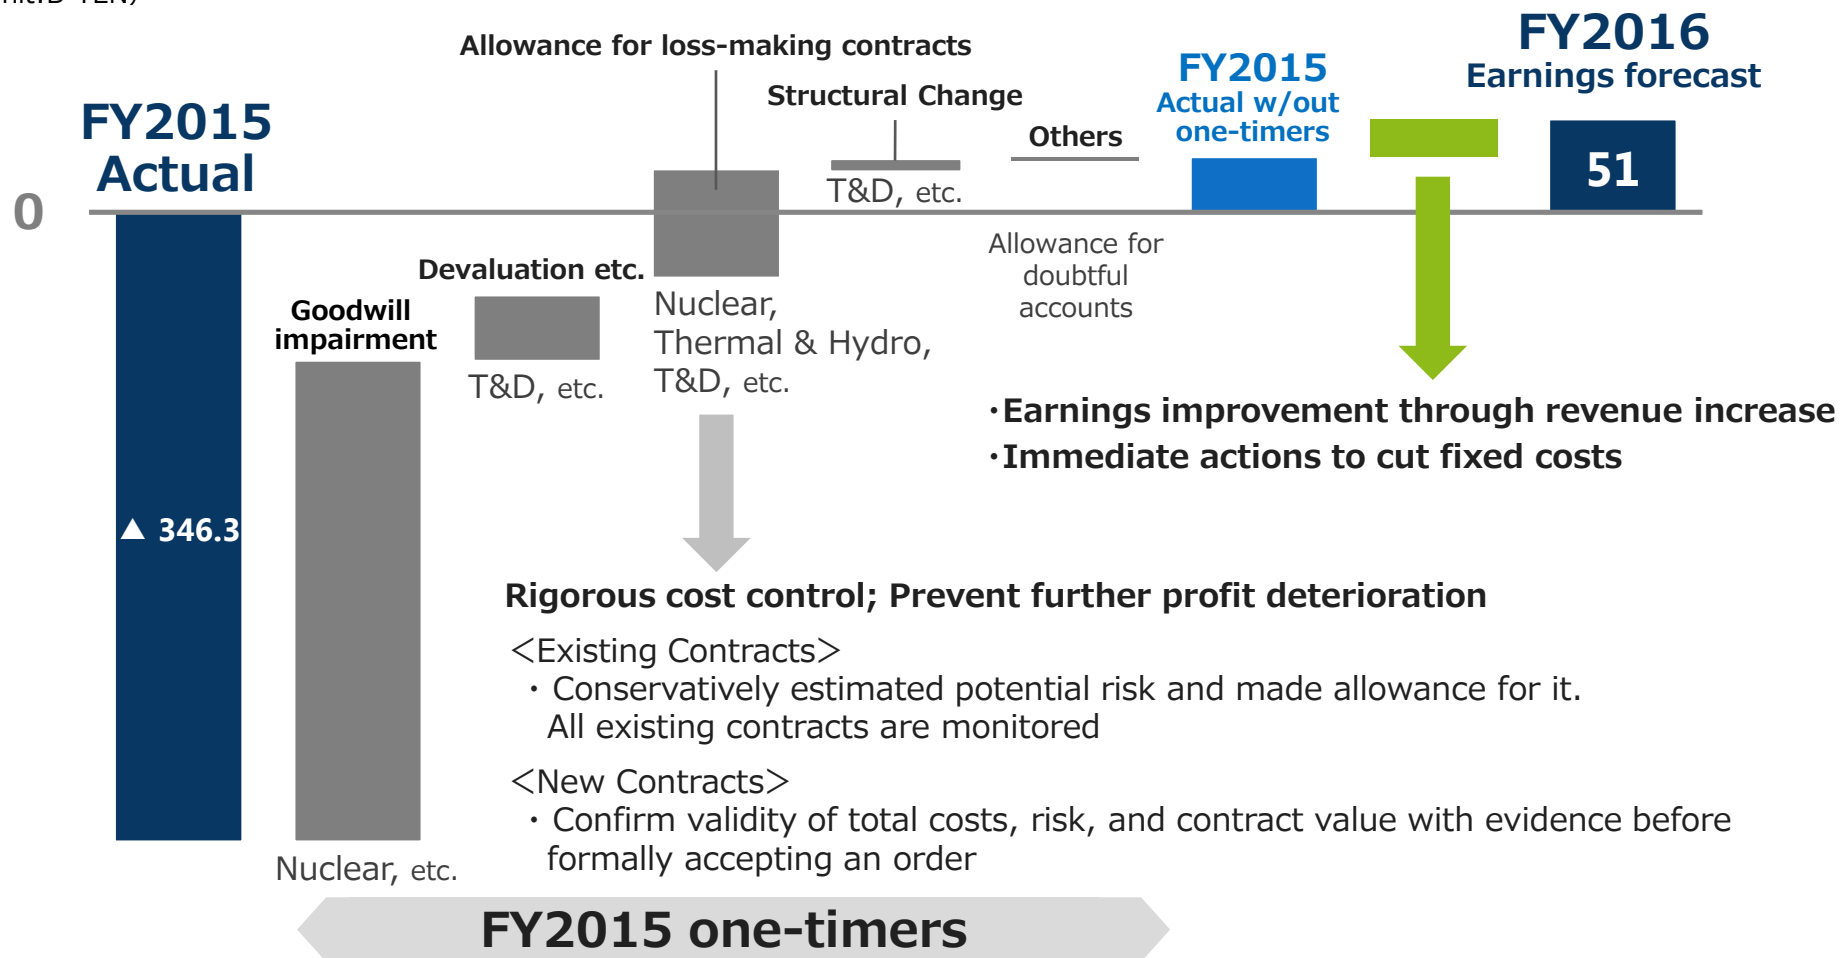 FY2015
Actual
0
▲ 346.3
Goodwill
impairment
Nuclear, etc.
Devaluation etc.
T&D, etc.
Allowance for loss-making contracts
Nuclear,
Thermal & Hydro,
T&D, etc.
Structural Change
T&D, etc.
Others
Allowance for
doubtful
accounts
FY2015
Actual w/out
one-timers
FY2016
Earnings forecast
51
・Earnings improvement through revenue increase
・Immediate actions to cut fixed costs
Rigorous cost control; Prevent further profit deterioration
＜Existing Contracts＞
・Conservatively estimated potential risk and made allowance for it.
All existing contracts are monitored
＜New Contracts＞
・Confirm validity of total costs, risk, and contract value with evidence before
formally accepting an order
FY2015 one-timers